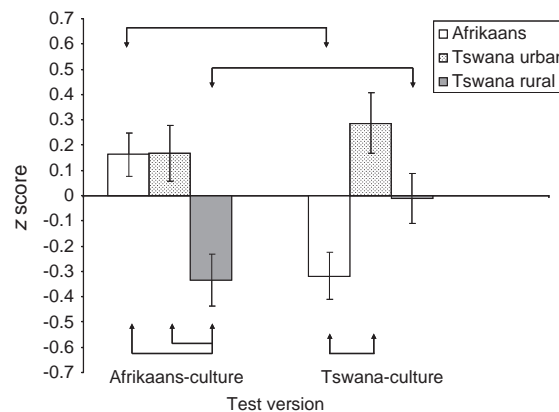 0.7
0.6
0.5
0.4
0.3
0.2
0.1
0
-0.1
-0.2
-0.3
-0.4
-0.5
-0.6
-0.7
z score
Afrikaans
Tswana urban
Tswana rural
Afrikaans-culture Tswana-culture
Test version